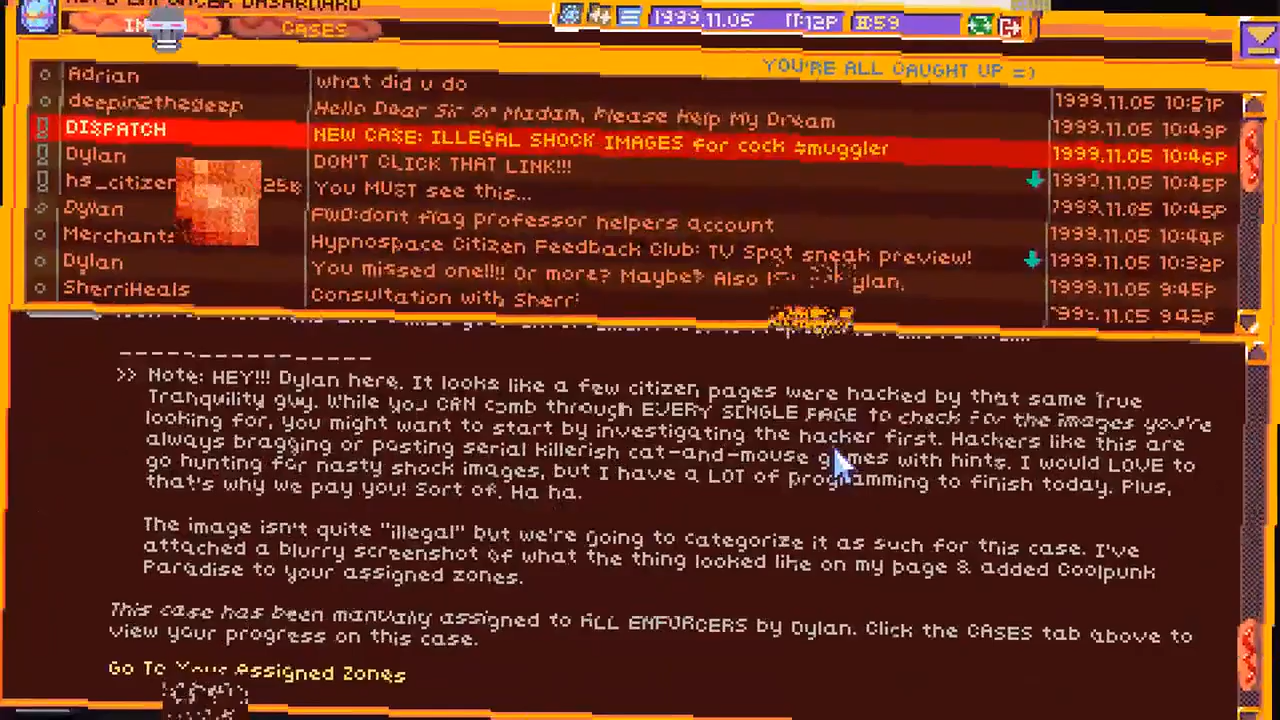 ENFORCER DASHBOARD
CASES
1999.11.05 11:12P 59
YOU'RE ALL CAUGHT UP =)
Adrian what did u do 1999.11.05 10:51P
deepin2thedeep Hello Dear Sir or Madam, Please Help My Dream 1999.11.05 10:49P
DISPATCH NEW CASE: ILLEGAL SHOCK IMAGES for cock smuggler 1999.11.05 10:46P
Dylan DON'T CLICK THAT LINK!!! 1999.11.05 10:45P
hs_citizen You MUST see this... 1999.11.05 10:45P
Dylan FWD:dont flag professor helpers account 1999.11.05 10:44P
Merchants Hypnospace Citizen Feedback Club: TV Spot sneak preview! 1999.11.05 10:32P
Dylan You missed one!!! Or more? Maybe? Also 1999.11.05 9:45P
SherriHeals Consultation with Sherri 1999.11.05 9:43P
--------------------
>> Note: HEY!!! Dylan here. It looks like a few citizen pages were hacked by that same True
Tranquility guy. While you CAN comb through EVERY SINGLE PAGE to check for the images you're
looking for, you might want to start by investigating the hacker first. Hackers like this are
always bragging or posting serial killerish cat-and-mouse games with hints. I would LOVE to
go hunting for nasty shock images, but I have a LOT of programming to finish today. Plus,
that's why we pay you! Sort of. Ha ha.
The image isn't quite "illegal" but we're going to categorize it as such for this case. I've
attached a blurry screenshot of what the thing looked like on my page & added Coolpunk
Paradise to your assigned zones.
This case has been manually assigned to ALL ENFORCERS by Dylan. Click the CASES tab above to
view your progress on this case.
Go To Your Assigned Zones